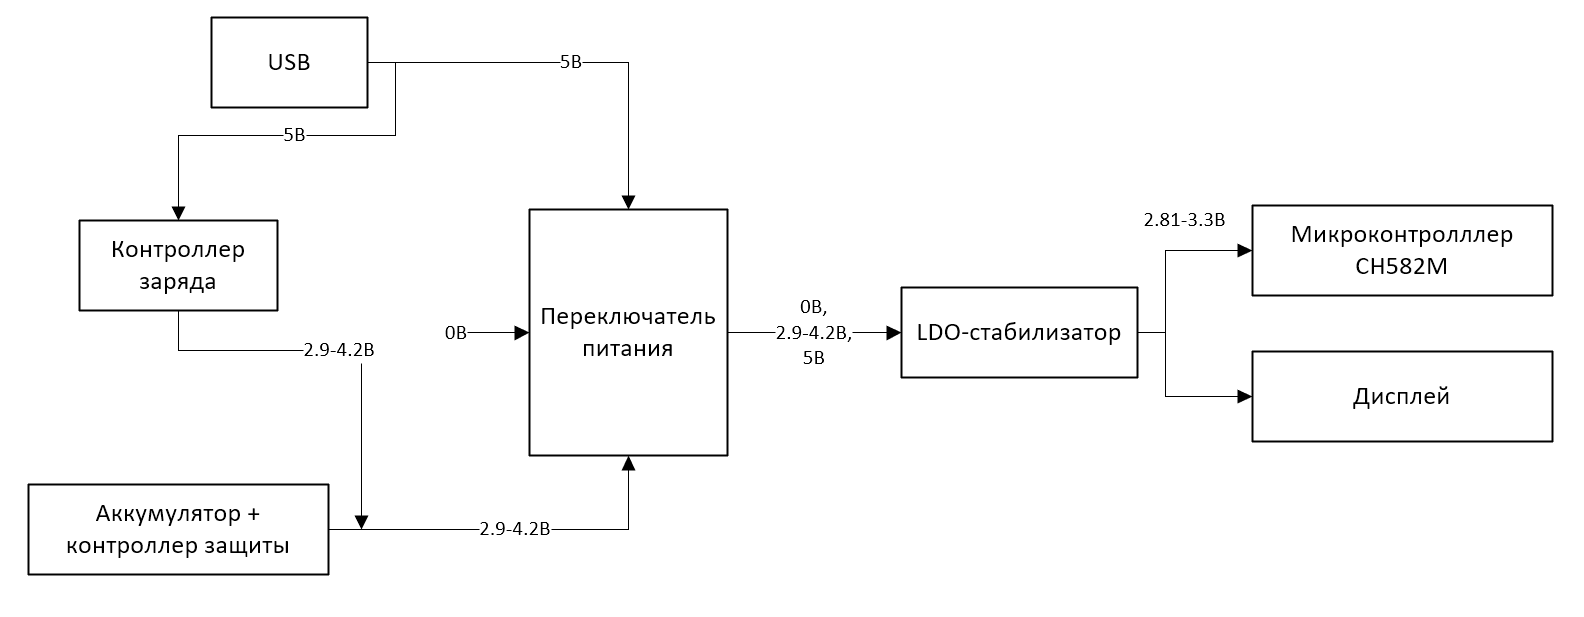 USB
5В
5В
Контроллер
заряда
2.9-4.2В
Аккумулятор +
контроллер защиты
2.9-4.2В
0В
Переключатель
питания
0В,
2.9-4.2В,
5В
LDO-стабилизатор
2.81-3.3В
Микроконтролллер
CH582M
Дисплей